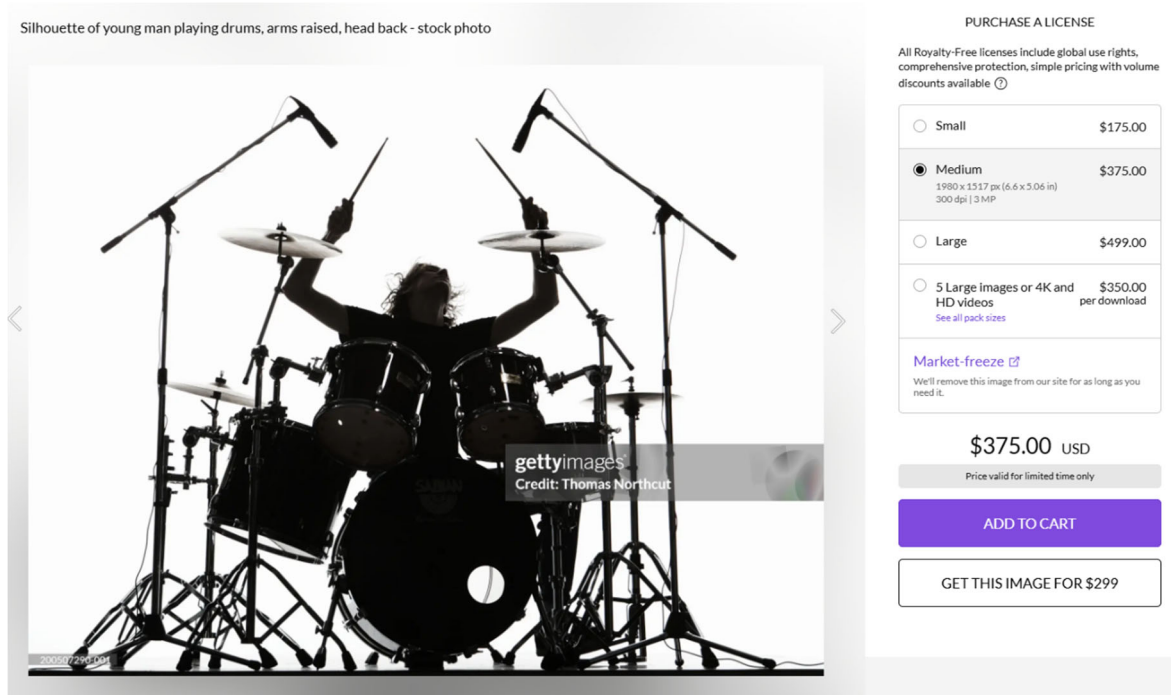 Silhouette of young man playing drums, arms raised, head back - stock photo
gettyimages®
Credit: Thomas Northcut
SABIAN
200507290-001
PURCHASE A LICENSE
All Royalty-Free licenses include global use rights,
comprehensive protection, simple pricing with volume
discounts available ?
Small $175.00
Medium $375.00
1980 x 1517 px (6.6 x 5.06 in)
300 dpi | 3 MP
Large $499.00
5 Large images or 4K and $350.00
HD videos per download
See all pack sizes
Market-freeze
We'll remove this image from our site for as long as you
need it.
$375.00 USD
Price valid for limited time only
ADD TO CART
GET THIS IMAGE FOR $299